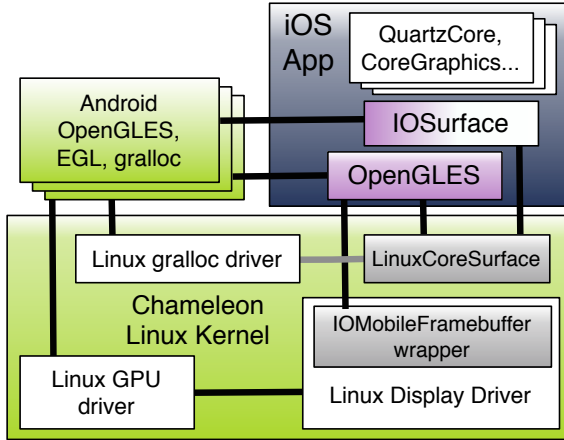 iOS
App
QuartzCore,
CoreGraphics...
Android
OpenGLES,
EGL, gralloc
IOSurface
OpenGLES
Linux gralloc driver
LinuxCoreSurface
Chameleon
Linux Kernel
IOMobileFramebuffer
wrapper
Linux GPU
driver
Linux Display Driver